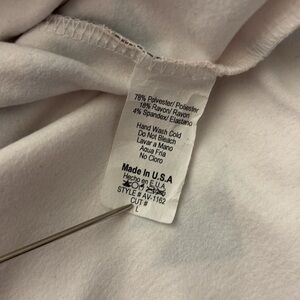 78% Polyester/ Poliester
18% Rayon/ Rayon
4% Spandex/ Elastano
Hand Wash Cold
Do Not Bleach
Lavar a Mano
Agua Fria
No Cloro
Made In U.S.A
Hecho en E.U.A
STYLE # AV-1162
CUT #
L